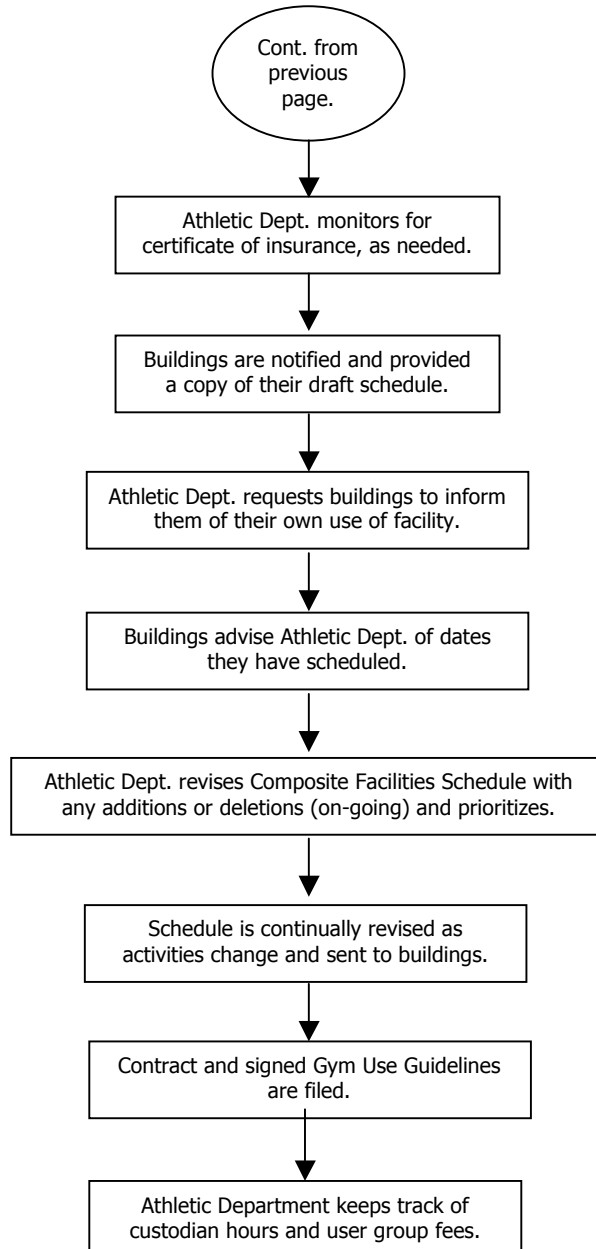 Cont. from
previous
page.
Athletic Dept. monitors for
certificate of insurance, as needed.
Buildings are notified and provided
a copy of their draft schedule.
Athletic Dept. requests buildings to inform
them of their own use of facility.
Buildings advise Athletic Dept. of dates
they have scheduled.
Athletic Dept. revises Composite Facilities Schedule with
any additions or deletions (on-going) and prioritizes.
Schedule is continually revised as
activities change and sent to buildings.
Contract and signed Gym Use Guidelines
are filed.
Athletic Department keeps track of
custodian hours and user group fees.